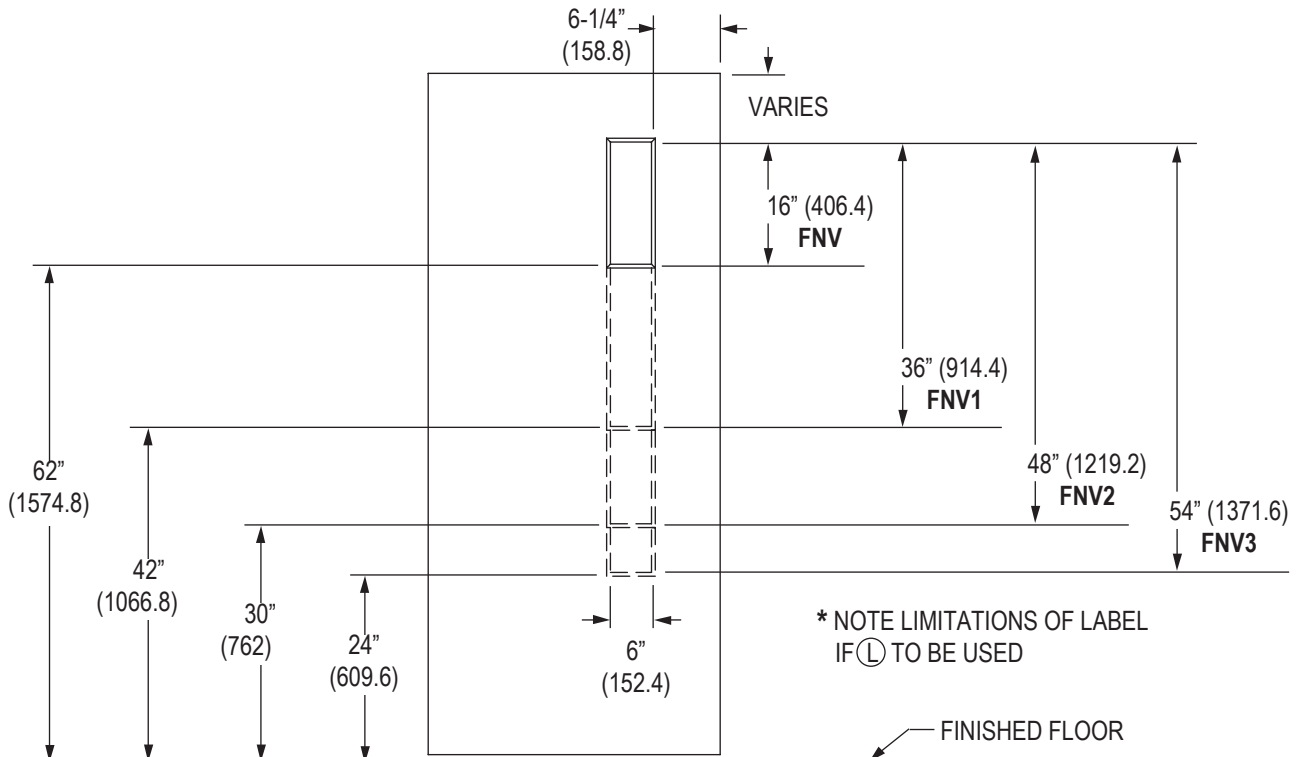 6-1/4”
(158.8)
VARIES
16” (406.4)
FNV
36” (914.4)
FNV1
48” (1219.2)
FNV2
54” (1371.6)
FNV3
62”
(1574.8)
42”
(1066.8)
30”
(762)
24”
(609.6)
6”
(152.4)
* NOTE LIMITATIONS OF LABEL
IF Ⓛ TO BE USED
FINISHED FLOOR